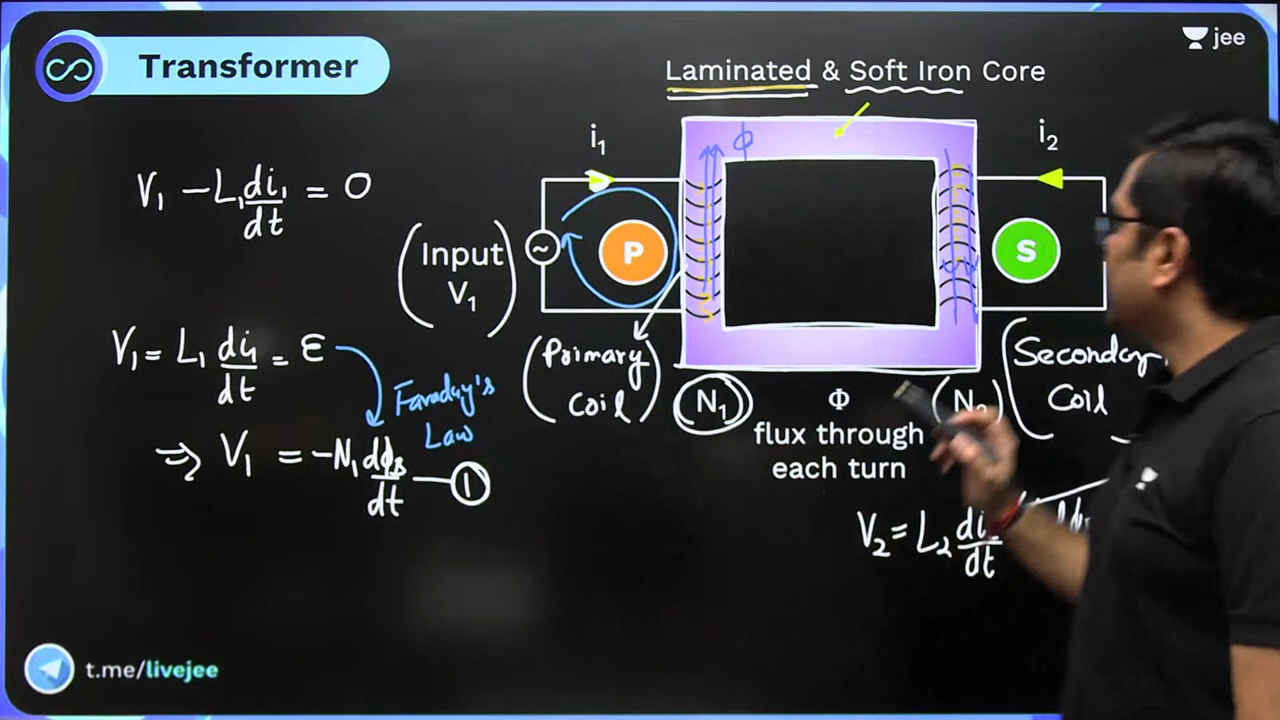 Transformer
jee
Laminated & Soft Iron Core
i₁
i₂
ϕ
V₁ - L₁ di₁/dt = 0
Input
V₁
~
P
S
(Primary
Coil)
N₁
Φ
flux through
each turn
(Secondary
Coil
V₁ = L₁ di₁/dt = ε
Faraday's
Law
⇒ V₁ = -N₁ dϕ_B/dt — ①
V₂ = L₂ di₂/dt
t.me/livejee